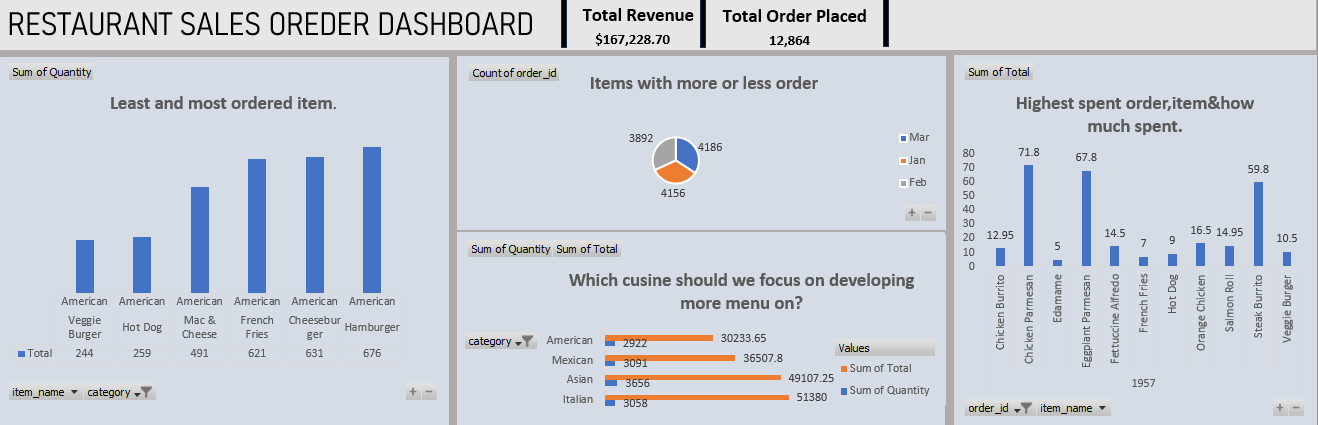 RESTAURANT SALES OREDER DASHBOARD
Total Revenue
$167,228.70
Total Order Placed
12,864
Sum of Quantity
Least and most ordered item.
American American American American American American
Veggie Burger Hot Dog Mac & Cheese French Fries Cheesebur ger Hamburger
Total 244 259 491 621 631 676
item_name category
+ −
Count of order_id
Items with more or less order
3892
4186
4156
Mar
Jan
Feb
+ −
Sum of Quantity Sum of Total
Which cusine should we focus on developing
more menu on?
category
American 30233.65
2922
Mexican 36507.8
3091
Asian 49107.25
3656
Italian 51380
3058
Values
Sum of Total
Sum of Quantity
Sum of Total
Highest spent order,item&how
much spent.
80
70
60
50
40
30
20
10
0
12.95
71.8
5
67.8
14.5
7
9
16.5
14.95
59.8
10.5
Chicken Burrito
Chicken Parmesan
Edamame
Eggplant Parmesan
Fettuccine Alfredo
French Fries
Hot Dog
Orange Chicken
Salmon Roll
Steak Burrito
Veggie Burger
1957
order_id item_name
+ −